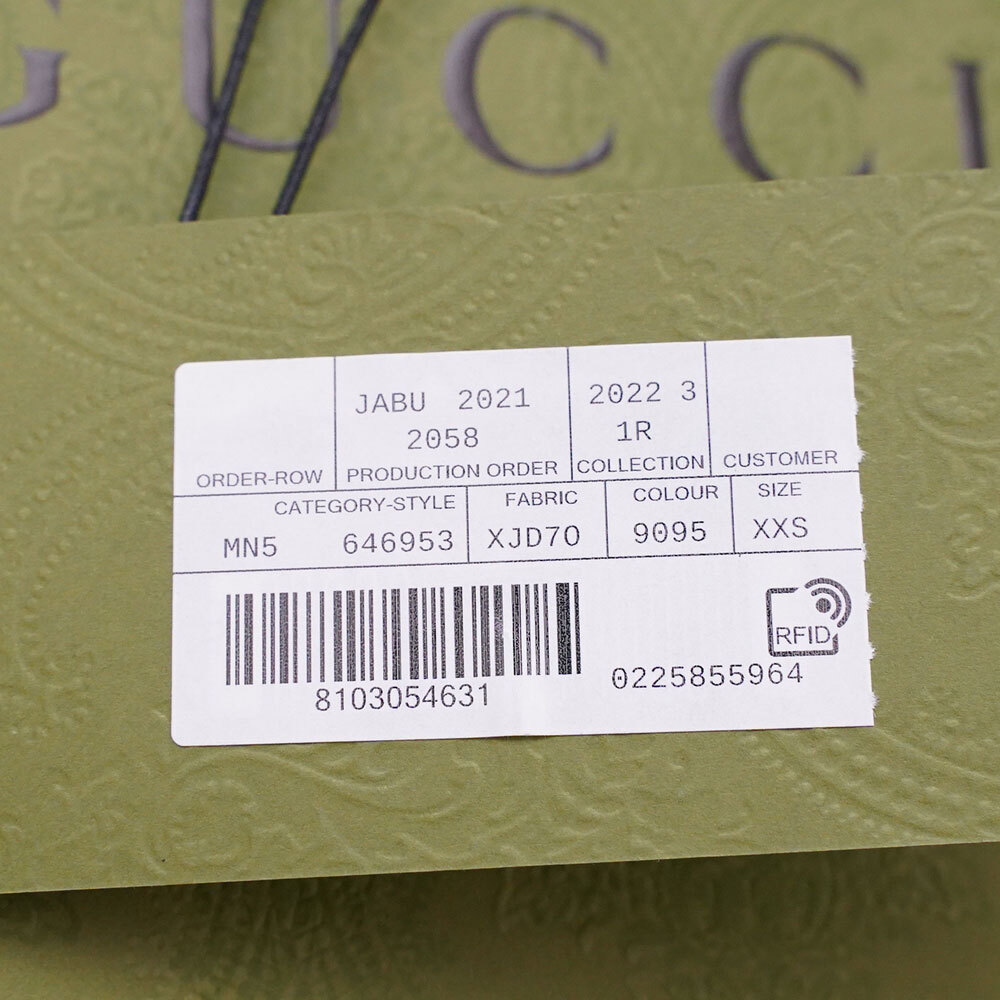 GUCCI
JABU 2021 2022 3
2058 1R
ORDER-ROW PRODUCTION ORDER COLLECTION CUSTOMER
CATEGORY-STYLE FABRIC COLOUR SIZE
MN5 646953 XJD7O 9095 XXS
RFID
8103054631 0225855964